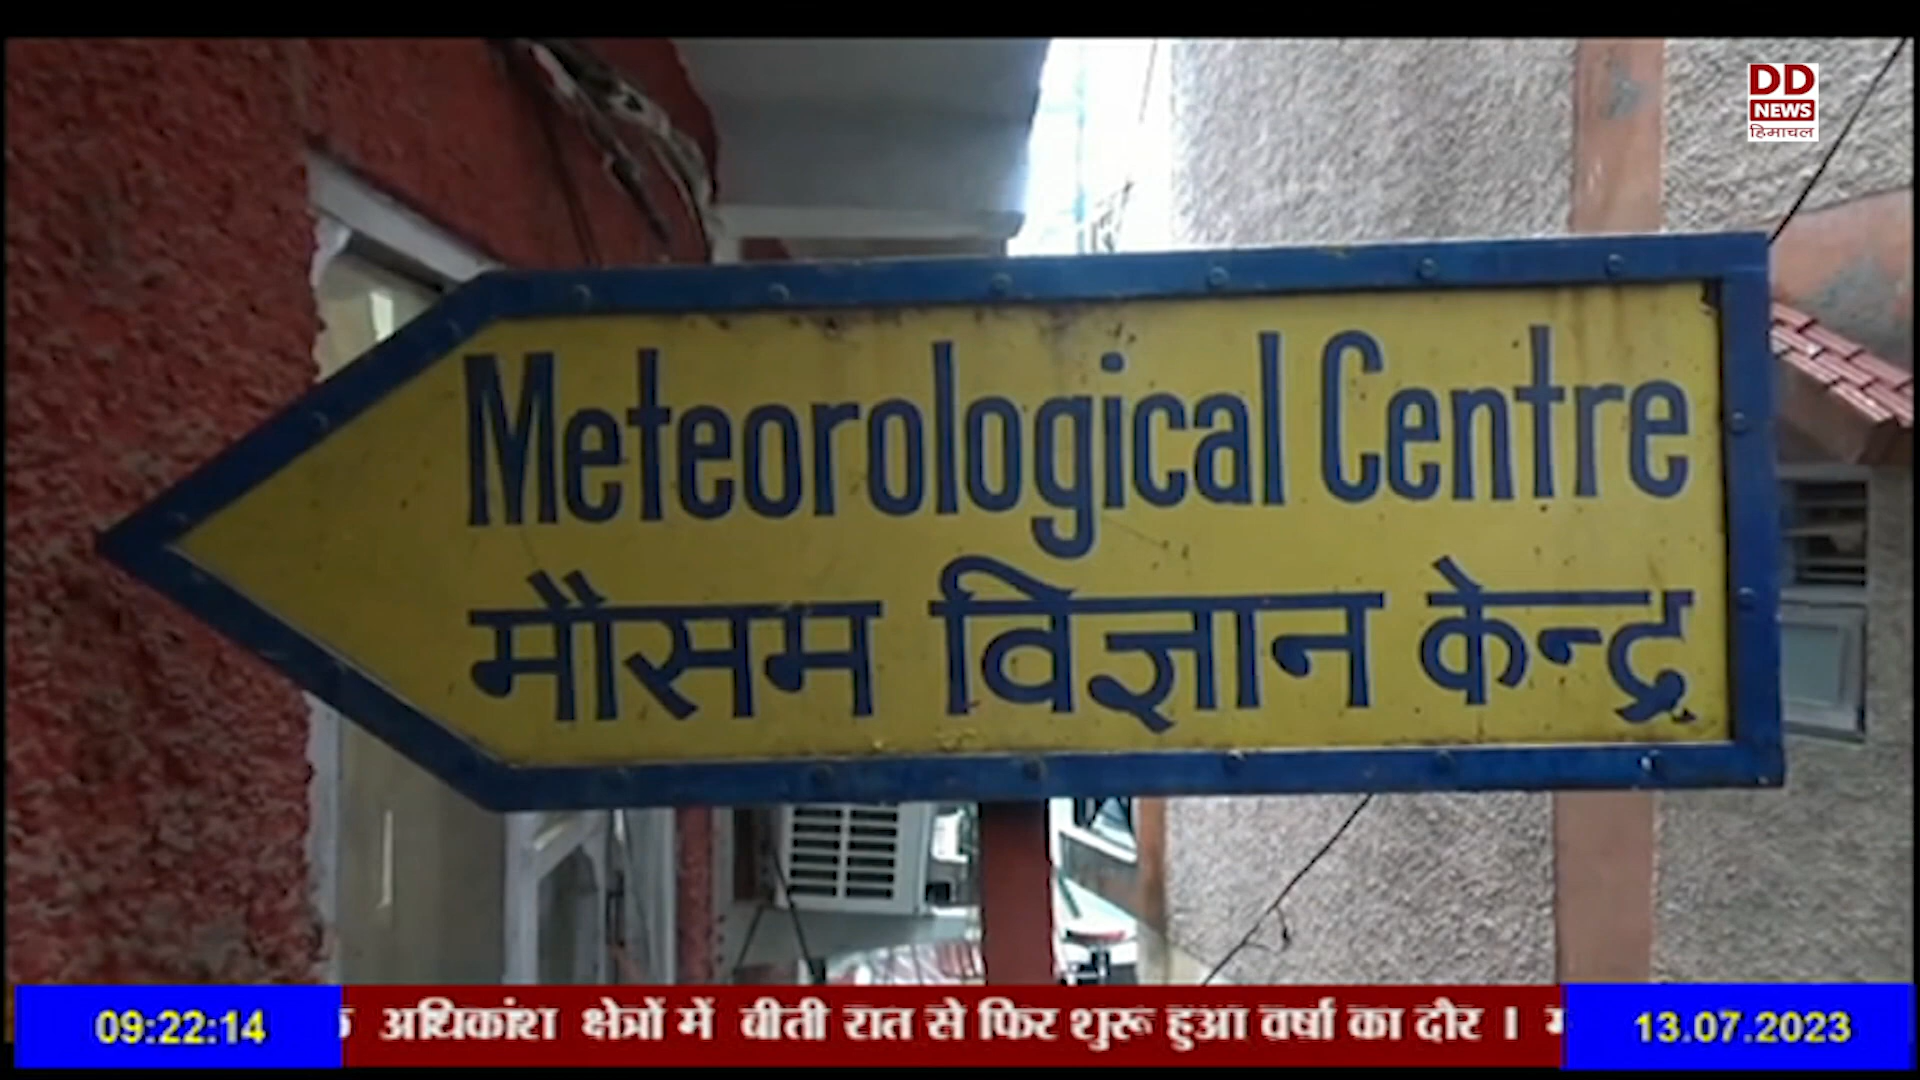 DD
NEWS
हिमाचल
Meteorological Centre
मौसम विज्ञान केन्द्र
09:22:14
अधिकांश क्षेत्रों में बीती रात से फिर शुरू हुआ वर्षा का दौर ।
13.07.2023